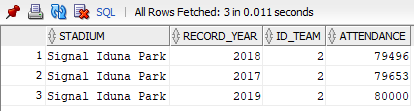 SQL | All Rows Fetched: 3 in 0.011 seconds
STADIUM RECORD_YEAR ID_TEAM ATTENDANCE
1 Signal Iduna Park 2018 2 79496
2 Signal Iduna Park 2017 2 79653
3 Signal Iduna Park 2019 2 80000